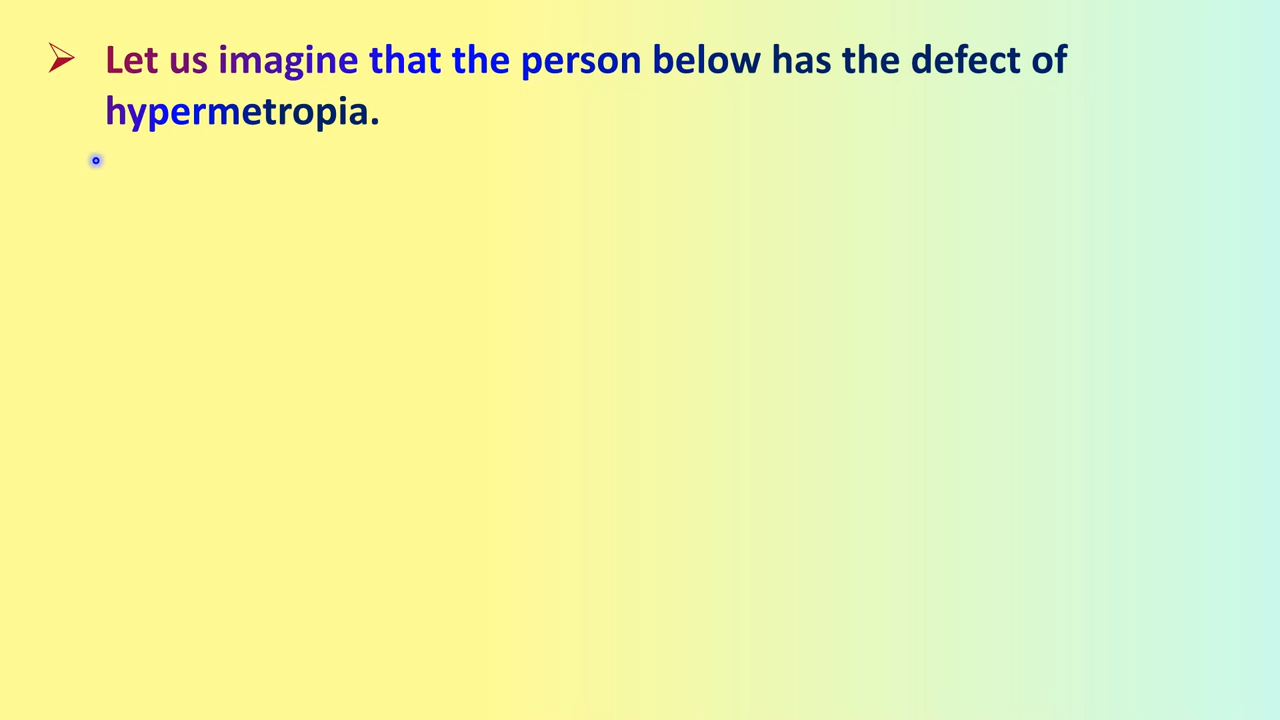 Let us imagine that the person below has the defect of
hypermetropia.